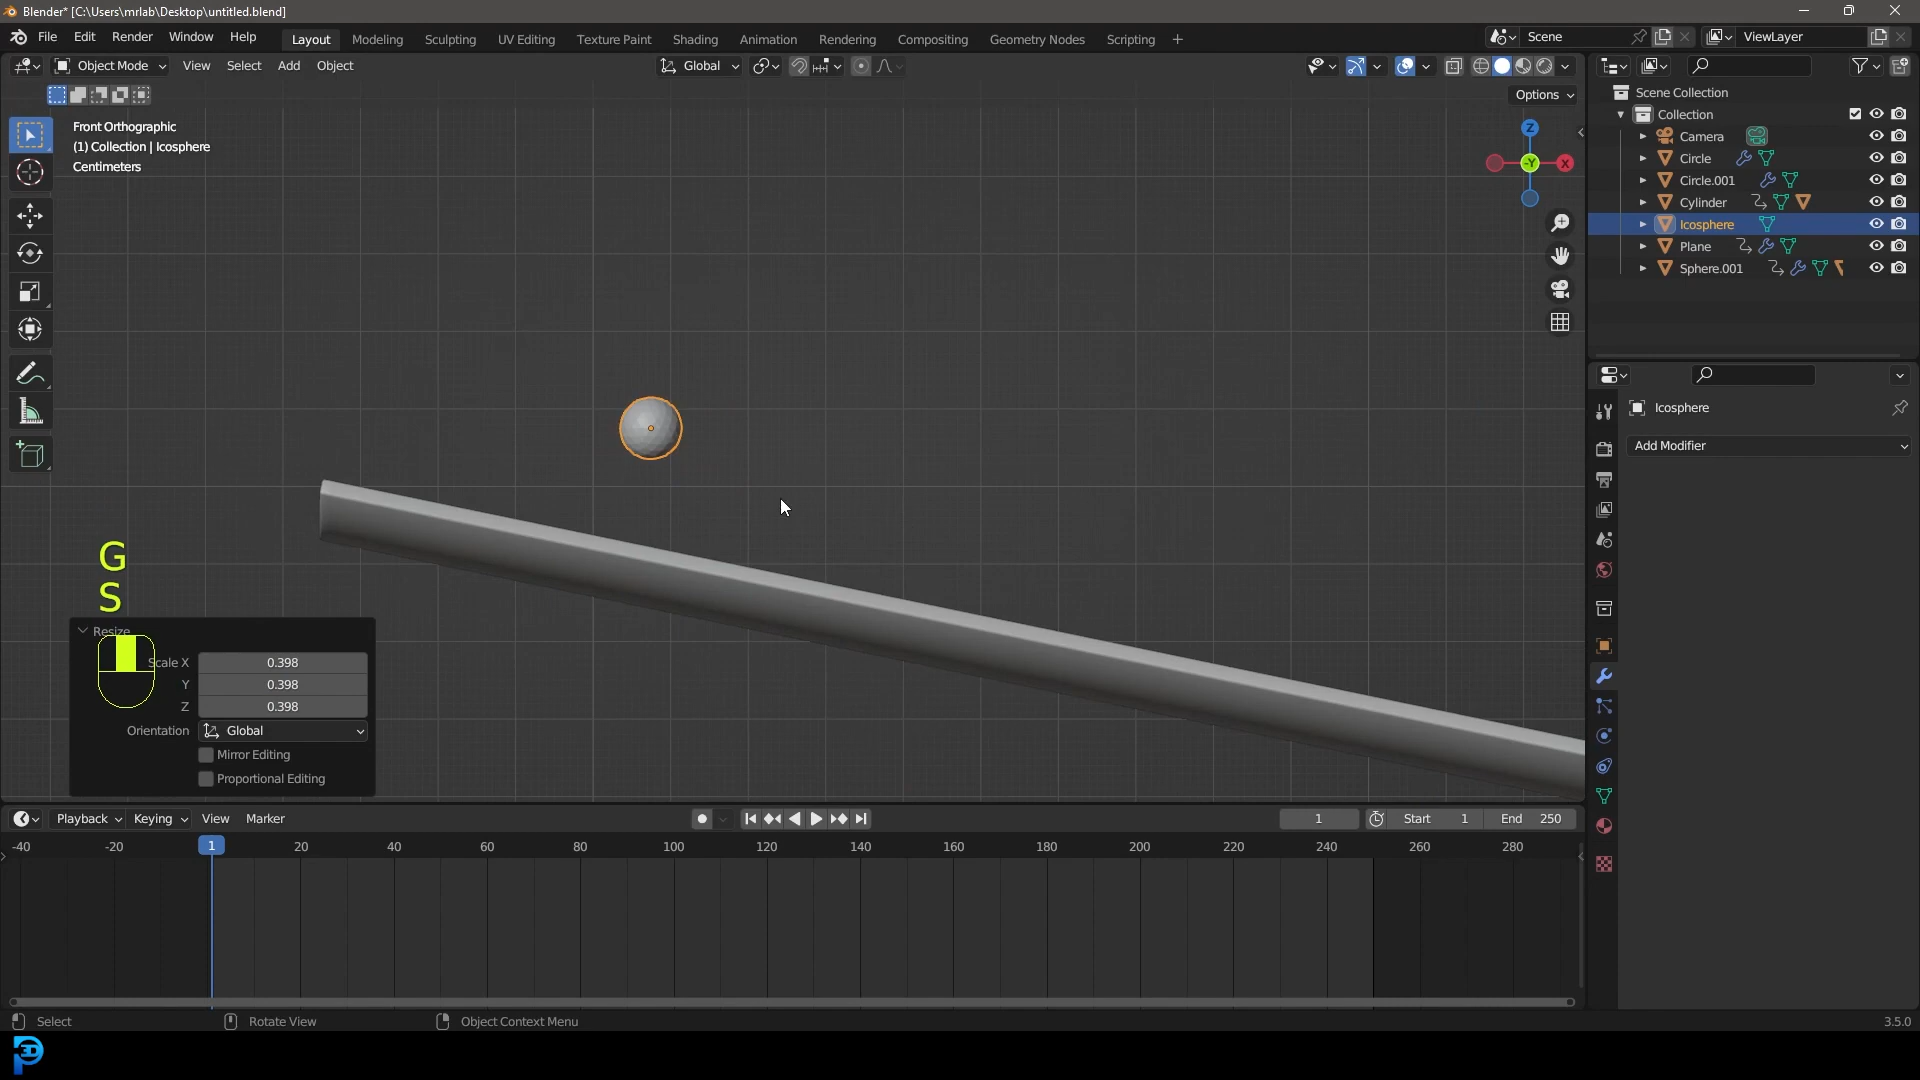 Blender* [C:\Users\mrlab\Desktop\untitled.blend]
File Edit Render Window Help Layout Modeling Sculpting UV Editing Texture Paint Shading Animation Rendering Compositing Geometry Nodes Scripting + Scene ViewLayer
Object Mode View Select Add Object Global
Options
Front Orthographic
(1) Collection | Icosphere
Centimeters
Z
-Y
X
Scene Collection
Collection
Camera
Circle
Circle.001
Cylinder
Icosphere
Plane
Sphere.001
Icosphere
Add Modifier
G
S
Resize
Scale X 0.398
Y 0.398
Z 0.398
Orientation Global
Mirror Editing
Proportional Editing
Playback Keying View Marker 1 Start 1 End 250
-40 -20 1 20 40 60 80 100 120 140 160 180 200 220 240 260 280
Select Rotate View Object Context Menu 3.5.0
3D